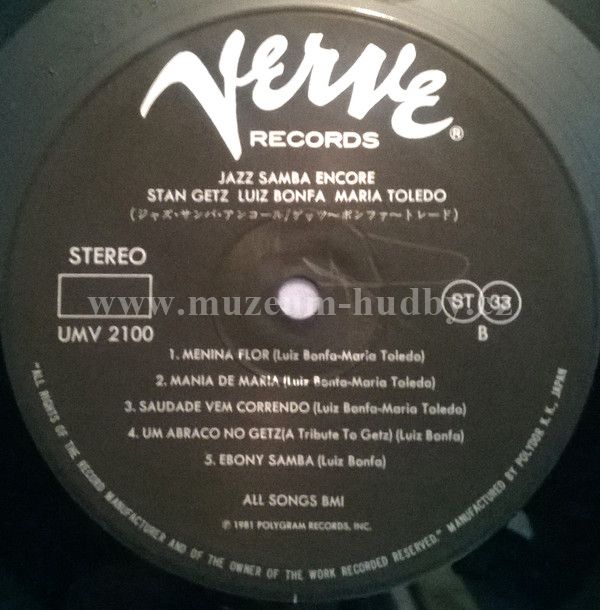 Verve®
RECORDS
JAZZ SAMBA ENCORE
STAN GETZ LUIZ BONFA MARIA TOLEDO
(ジャズ・サンバ・アンコール/ゲッツ〜ボンファ〜トレード)
STEREO
UMV 2100
ST 33
B
www.muzeum-hudby.cz
1. MENINA FLOR (Luiz Bonfa-Maria Toledo)
2. MANIA DE MARIA (Luiz Bonfa-Maria Toledo)
3. SAUDADE VEM CORRENDO (Luiz Bonfa-Maria Toledo)
4. UM ABRACO NO GETZ(A Tribute To Getz) (Luiz Bonfa)
5. EBONY SAMBA (Luiz Bonfa)
ALL SONGS BMI
℗ 1981 POLYGRAM RECORDS, INC.
"ALL RIGHTS OF THE RECORD MANUFACTURER AND OF THE OWNER OF THE WORK RECORDED RESERVED." MANUFACTURED BY POLYDOR K. K., JAPAN